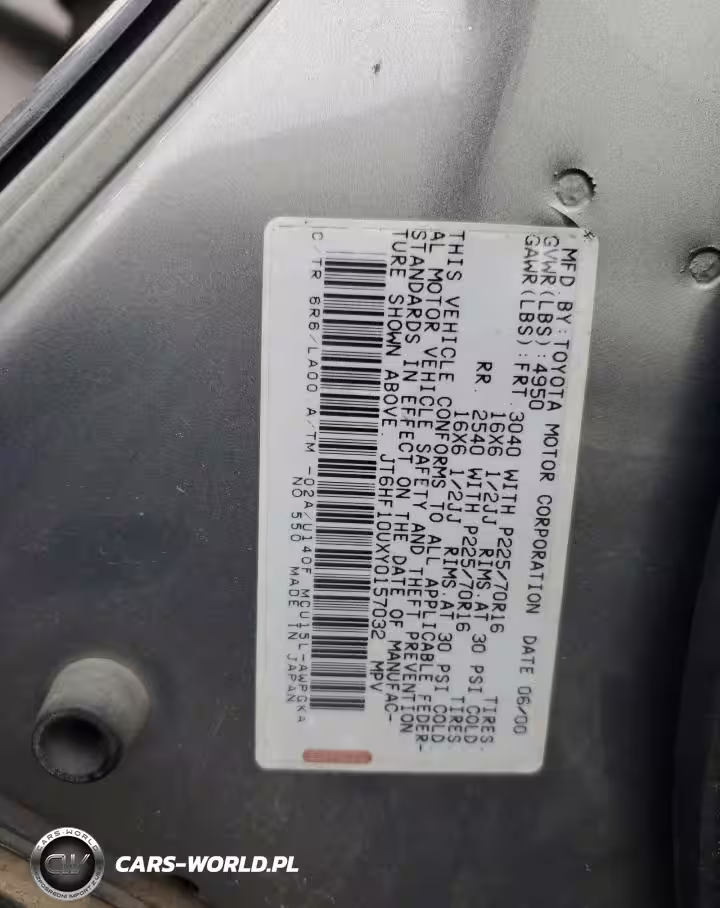 MFD. BY: TOYOTA MOTOR CORPORATION DATE 06/00
GVWR(LBS):4950
GAWR(LBS):FRT. 3040 WITH P225/70R16 TIRES.
16X6 1/2JJ RIMS.AT 30 PSI COLD
RR. 2540 WITH P225/70R16 TIRES
16X6 1/2JJ RIMS.AT 30 PSI COLD
THIS VEHICLE CONFORMS TO ALL APPLICABLE FEDER-
AL MOTOR VEHICLE SAFETY AND THEFT PREVENTION
STANDARDS IN EFFECT ON THE DATE OF MANUFAC-
TURE SHOWN ABOVE. JT6HF10UXY0157032 MPV
C/TR 6R6/LA00 A/TM -02A/U140F MCU15L-AWPGKA
NO 550 MADE IN JAPAN
CARS-WORLD
CW
CARS-WORLD.PL